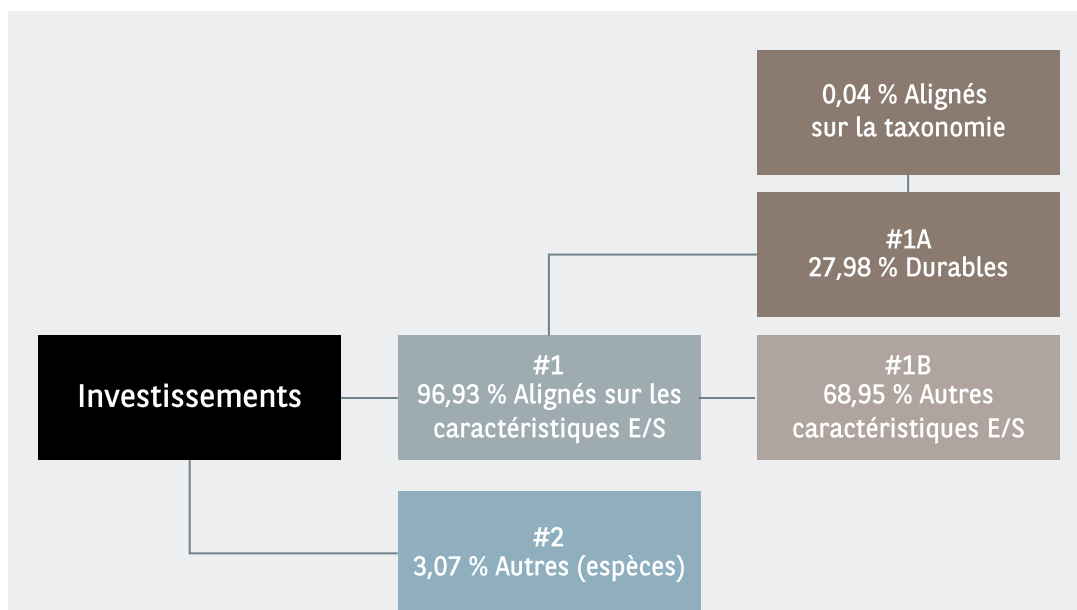 0,04 % Alignés
sur la taxonomie
#1A
27,98 % Durables
Investissements
#1
96,93 % Alignés sur les
caractéristiques E/S
#1B
68,95 % Autres
caractéristiques E/S
#2
3,07 % Autres (espèces)